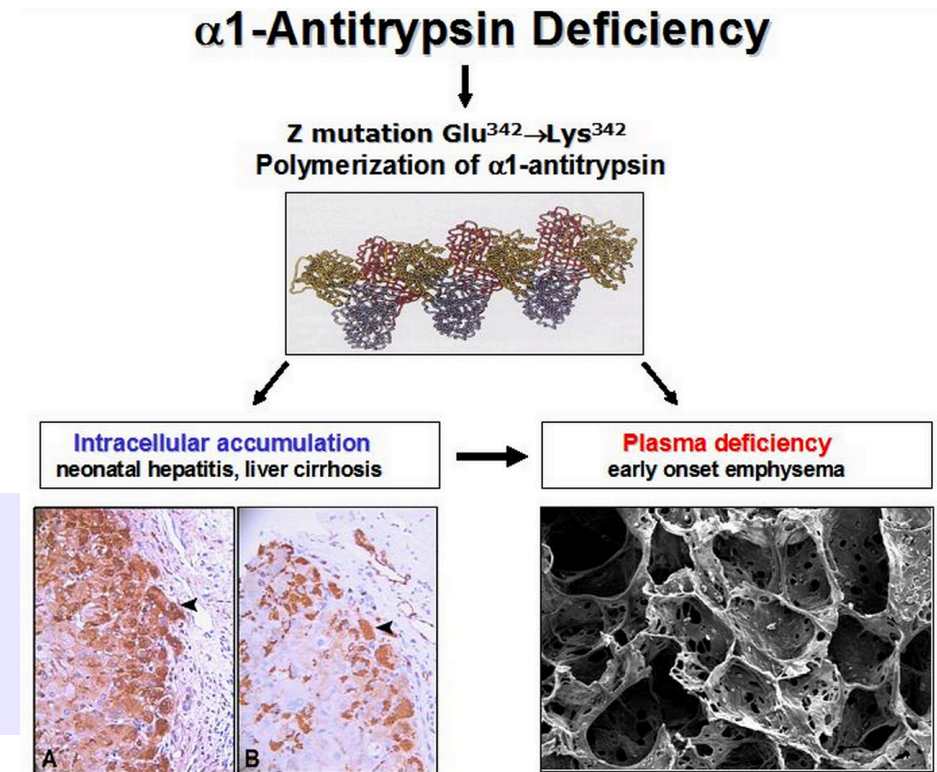 α1-Antitrypsin Deficiency
Z mutation Glu³⁴²→Lys³⁴²
Polymerization of α1-antitrypsin
Intracellular accumulation
neonatal hepatitis, liver cirrhosis
Plasma deficiency
early onset emphysema
A
B